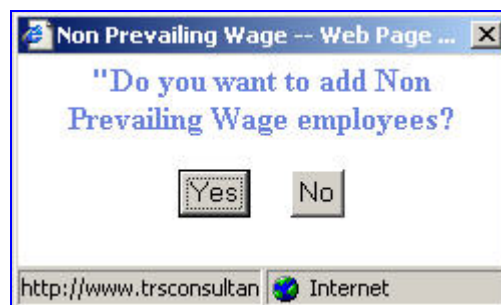 Non Prevailing Wage -- Web Page ...
"Do you want to add Non
Prevailing Wage employees?
Yes No
http://www.trsconsultan Internet